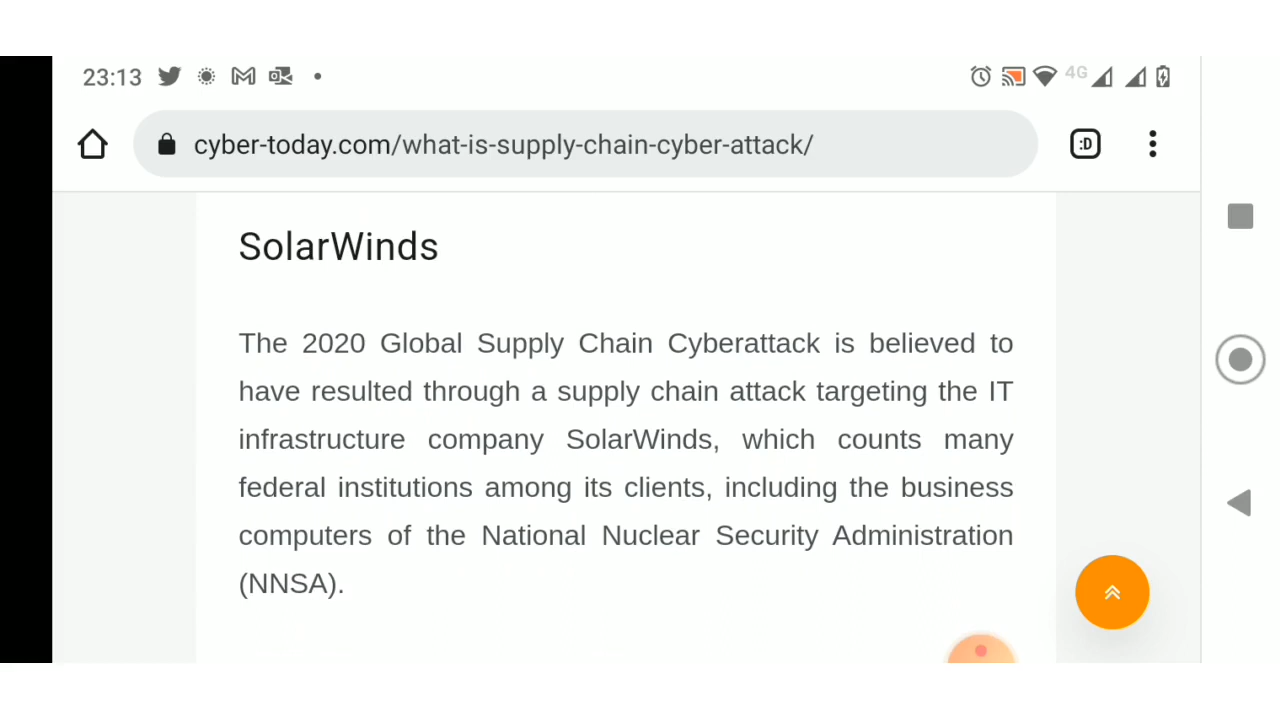 23:13
4G
cyber-today.com/what-is-supply-chain-cyber-attack/
:D
SolarWinds
The 2020 Global Supply Chain Cyberattack is believed to
have resulted through a supply chain attack targeting the IT
infrastructure company SolarWinds, which counts many
federal institutions among its clients, including the business
computers of the National Nuclear Security Administration
(NNSA).